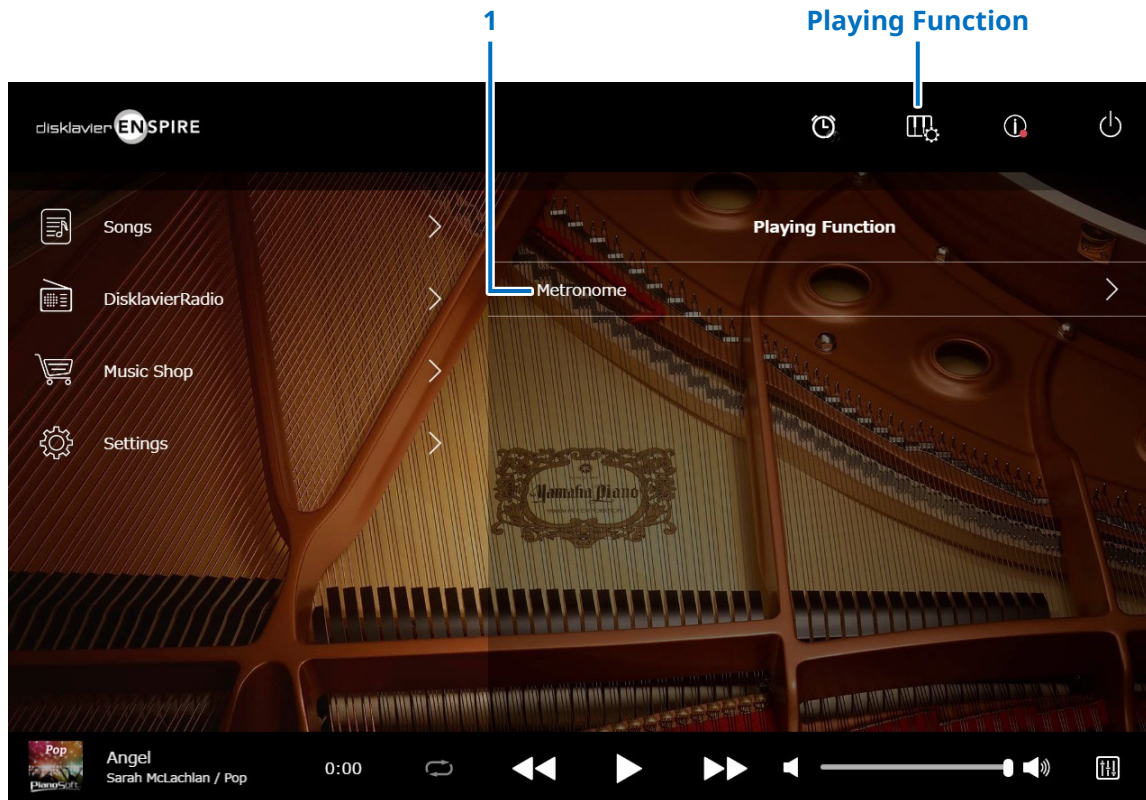 1
Playing Function
disklavier ENSPIRE
Songs
DisklavierRadio
Music Shop
Settings
Playing Function
Metronome
Yamaha Piano
Pop
PianoSoft
Angel
Sarah McLachlan / Pop
0:00